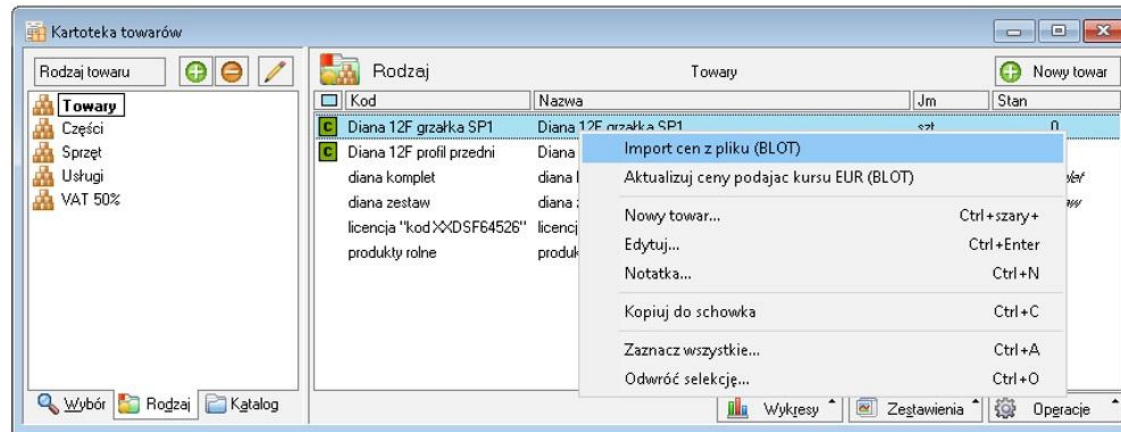 Kartoteka towarów
Rodzaj towaru
Towary
Części
Sprzęt
Usługi
VAT 50%
Wybór Rodzaj Katalog
Rodzaj Towary Nowy towar
Kod Nazwa Jm Stan
Diana 12F grzałka SP1 Diana 12F grzałka SP1 szt 0
Diana 12F profil przedni Diana
diana komplet diana
diana zestaw diana
licencja "kod XXDSF64526" licencj
produkty rolne produk
Import cen z pliku (BLOT)
Aktualizuj ceny podajac kursu EUR (BLOT)
Nowy towar... Ctrl+szary+
Edytuj... Ctrl+Enter
Notatka... Ctrl+N
Kopiuj do schowka Ctrl+C
Zaznacz wszystkie... Ctrl+A
Odwróć selekcję... Ctrl+O
Wykresy Zestawienia Operacje